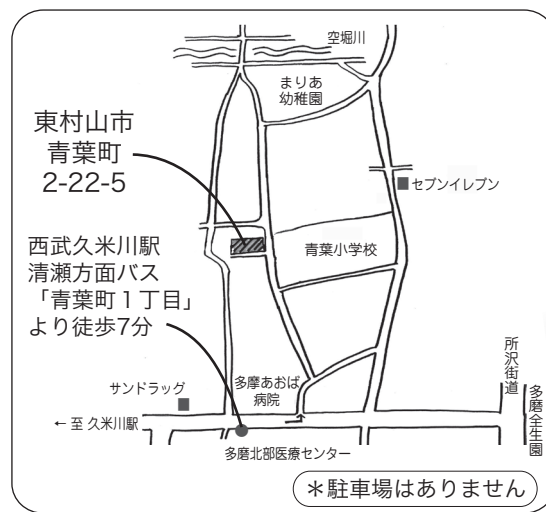 空堀川
まりあ
幼稚園
東村山市
青葉町
2-22-5
セブンイレブン
西武久米川駅
清瀬方面バス
「青葉町１丁目」
より徒歩7分
青葉小学校
所沢街道
多摩あおば
病院
サンドラッグ
多磨全生園
← 至 久米川駅
多摩北部医療センター
＊駐車場はありません